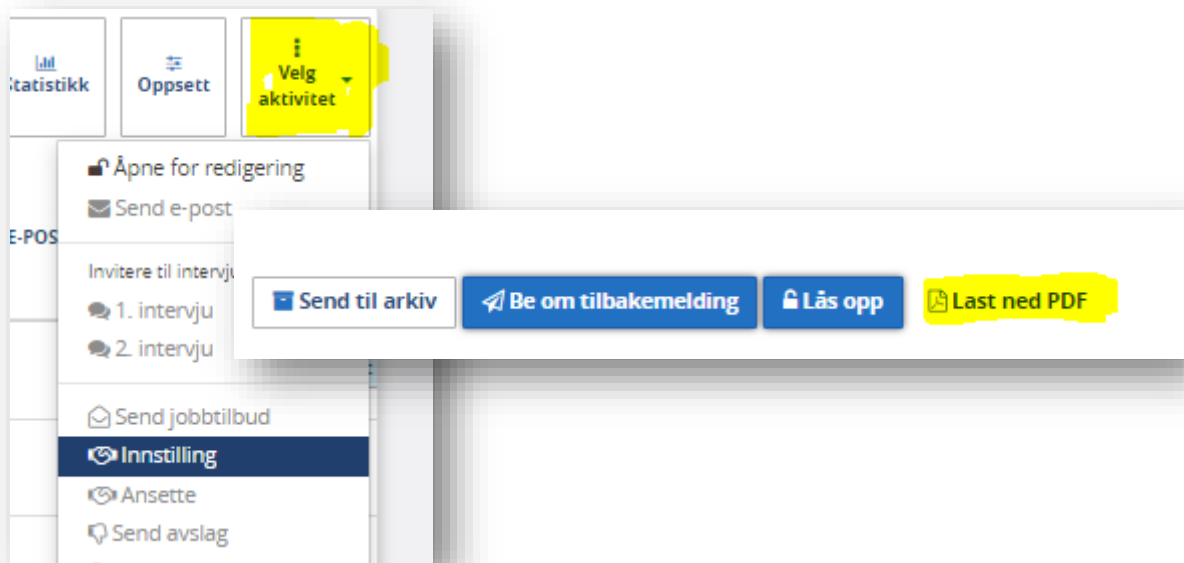 Statistikk
Oppsett
Velg
aktivitet
Åpne for redigering
Send e-post
E-POS
Invitere til intervju
1. intervju
2. intervju
Send til arkiv
Be om tilbakemelding
Lås opp
Last ned PDF
Send jobbtilbud
Innstilling
Ansette
Send avslag